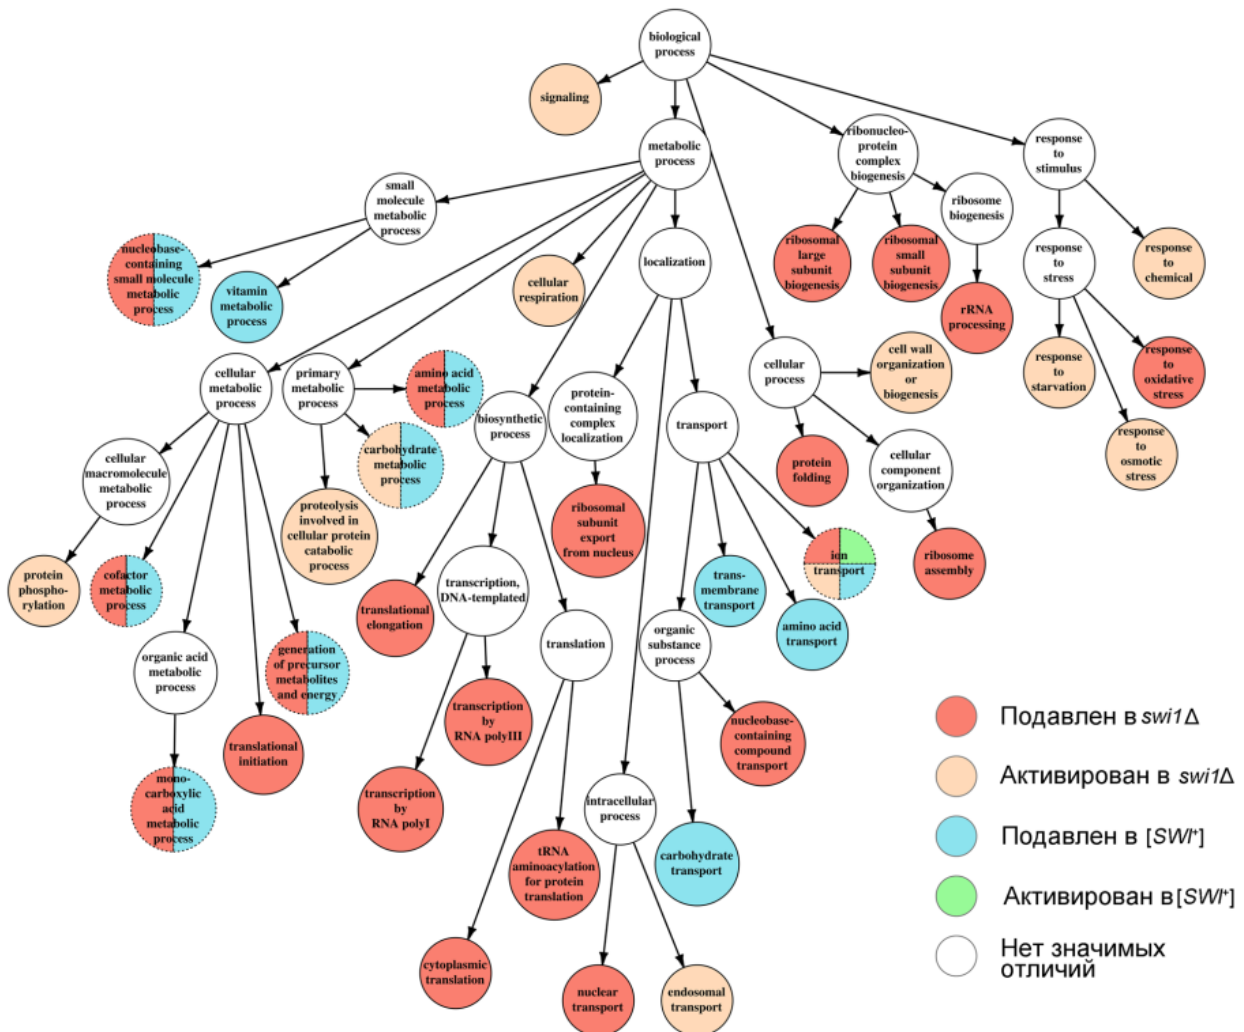 biological
process
signaling
metabolic
process
ribonucleo-
protein
complex
biogenesis
response
to
stimulus
small
molecule
metabolic
process
ribosome
biogenesis
nucleobase-
containing
small molecule
metabolic
process
vitamin
metabolic
process
cellular
respiration
localization
ribosomal
large
subunit
biogenesis
ribosomal
small
subunit
biogenesis
rRNA
processing
response
to
stress
response
to
chemical
cellular
metabolic
process
primary
metabolic
process
amino acid
metabolic
process
biosynthetic
process
protein-
containing
complex
localization
transport
cellular
process
cell wall
organization
or
biogenesis
response
to
starvation
response
to
oxidative
stress
cellular
macromolecule
metabolic
process
carbohydrate
metabolic
process
protein
folding
cellular
component
organization
response
to
osmotic
stress
proteolysis
involved in
cellular protein
catabolic
process
ribosomal
subunit
export
from nucleus
protein
phospho-
rylation
cofactor
metabolic
process
translational
elongation
transcription,
DNA-templated
trans-
membrane
transport
ion
transport
ribosome
assembly
organic acid
metabolic
process
generation
of precursor
metabolites
and energy
translation
organic
substance
process
amino acid
transport
translational
initiation
transcription
by
RNA polyIII
nucleobase-
containing
compound
transport
mono-
carboxylic
acid
metabolic
process
transcription
by
RNA polyI
intracellular
process
tRNA
aminoacylation
for protein
translation
carbohydrate
transport
cytoplasmic
translation
nuclear
transport
endosomal
transport
Подавлен в swi1Δ
Активирован в swi1Δ
Подавлен в [SWI⁺]
Активирован в [SWI⁺]
Нет значимых
отличий